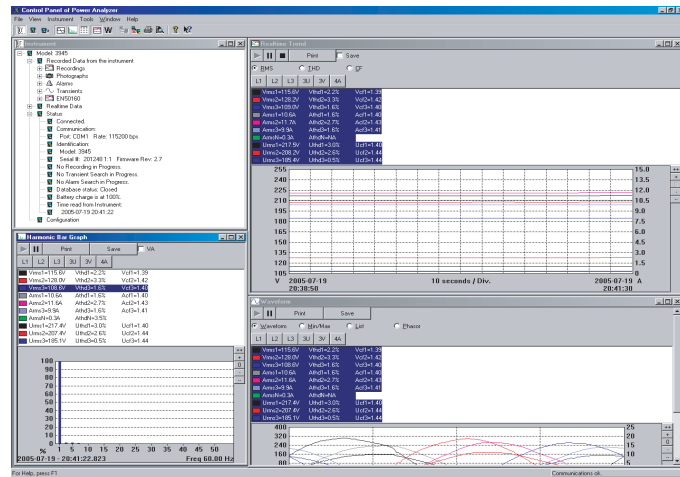 Control Panel of Power Analyzer
File View Instrument Tools Window Help
Instrument
Model: 3945
Recorded Data from the instrument
Recordings
Photographs
Alarms
Transients
EN50160
Realtime Data
Status
Connected.
Communication:
Port: COM1 Rate: 115200 bps
Identification:
Model: 3945
Serial #: 201248 1:1 Firmware Rev: 2.7
No Recording in Progress.
No Transient Search in Progress.
No Alarm Search in Progress.
Database status: Closed
Battery charge is at 100%.
Time read from Instrument:
2005-07-19 20:41:22
Configuration
Realtime Trend
Print Save
RMS THD CF
L1 L2 L3 3U 3V 4A
Vrms1=115.6V Vthd1=2.2% Vcf1=1.39
Vrms2=128.2V Vthd2=3.3% Vcf2=1.42
Vrms3=109.0V Vthd3=1.6% Vcf3=1.40
Arms1=10.6A Athd1=1.6% Acf1=1.40
Arms2=11.7A Athd2=2.7% Acf2=1.43
Arms3=9.9A Athd3=1.6% Acf3=1.41
ArmsN=0.3A AthdN=NA
Urms1=217.5V Uthd1=3.0% Ucf1=1.40
Urms2=208.2V Uthd2=2.6% Ucf2=1.44
Urms3=185.4V Uthd3=0.5% Ucf3=1.44
255 15.0
240 13.5
225 12.0
210 10.5
195 9.0
180 7.5
165 6.0
150 4.5
135 3.0
120 1.5
105 0
V 2005-07-19 10 seconds / Div. 2005-07-19 A
20:38:50 20:41:30
Harmonic Bar Graph
Print Save VA
L1 L2 L3 3U 3V 4A
Vrms1=115.6V Vthd1=2.2% Vcf1=1.39
Vrms2=128.0V Vthd2=3.3% Vcf2=1.42
Vrms3=108.6V Vthd3=1.6% Vcf3=1.40
Arms1=10.6A Athd1=1.6% Acf1=1.40
Arms2=11.6A Athd2=2.7% Acf2=1.43
Arms3=9.9A Athd3=1.6% Acf3=1.41
ArmsN=0.3A AthdN=3.5%
Urms1=217.4V Uthd1=3.0% Ucf1=1.40
Urms2=207.4V Uthd2=2.6% Ucf2=1.44
Urms3=185.1V Uthd3=0.5% Ucf3=1.44
100
90
80
70
60
50
40
30
20
10
0
% 1 5 10 15 20 25 30 35 40 45 50
2005-07-19 - 20:41:22.823 Freq 60.00 Hz
Waveform
Print Save
Waveform Min/Max List Phasor
L1 L2 L3 3U 3V 4A
Vrms1=115.6V Vthd1=2.2% Vcf1=1.39
Vrms2=128.0V Vthd2=3.3% Vcf2=1.42
Vrms3=108.6V Vthd3=1.6% Vcf3=1.40
Arms1=10.6A Athd1=1.6% Acf1=1.40
Arms2=11.6A Athd2=2.7% Acf2=1.43
Arms3=9.9A Athd3=1.6% Acf3=1.41
ArmsN=0.3A AthdN=NA
Urms1=217.4V Uthd1=3.0% Ucf1=1.40
Urms2=207.4V Uthd2=2.6% Ucf2=1.44
Urms3=185.1V Uthd3=0.5% Ucf3=1.44
400 25
320 20
240 15
160 10
80 5
For Help, press F1 Communications ok.